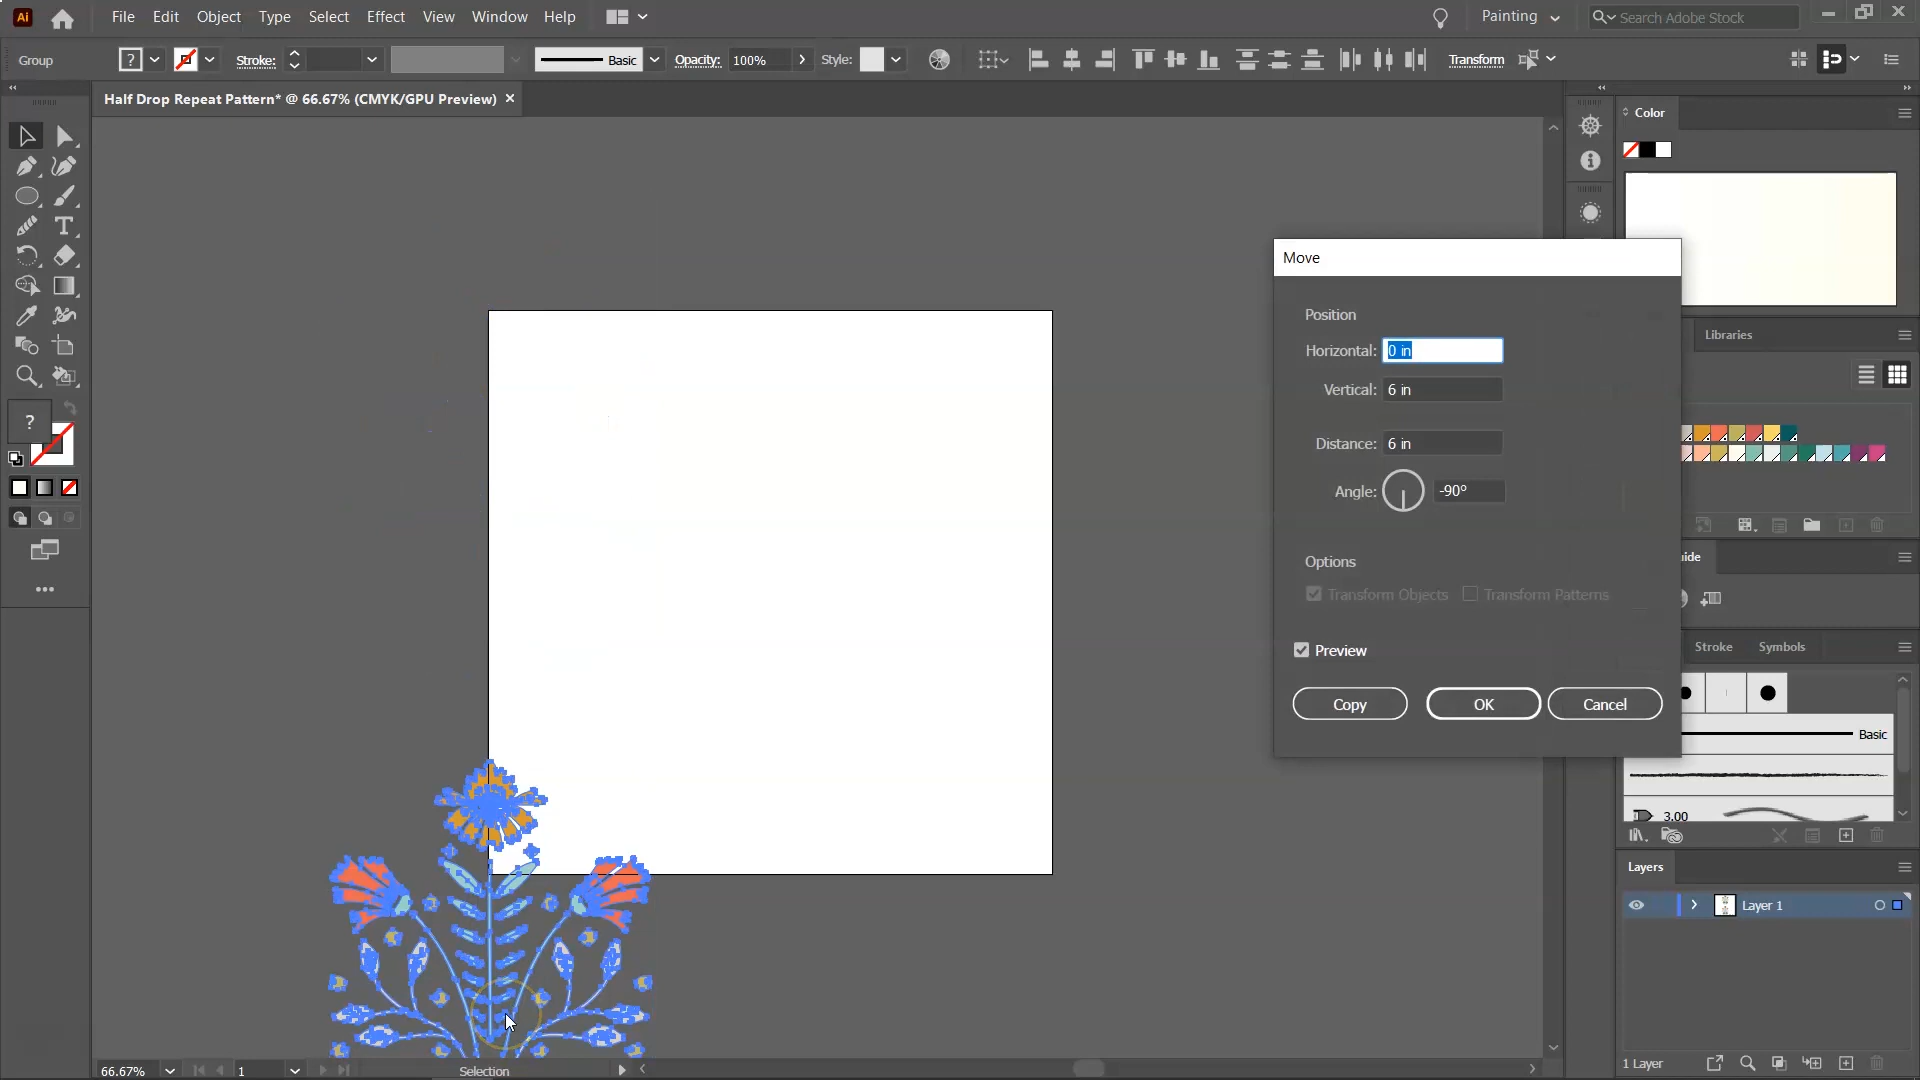 Ai
File Edit Object Type Select Effect View Window Help
Painting
Search Adobe Stock
Group
?
Stroke:
Basic
Opacity: 100%
Style:
Transform
Half Drop Repeat Pattern* @ 66.67% (CMYK/GPU Preview) ×
Color
Move
Position
Horizontal: 0 in
Vertical: 6 in
Distance: 6 in
Angle: -90°
Options
Transform Objects
Transform Patterns
Preview
Copy
OK
Cancel
Libraries
T
?
uide
Stroke
Symbols
Basic
3.00
Layers
Layer 1
1 Layer
66.67%
1
Selection